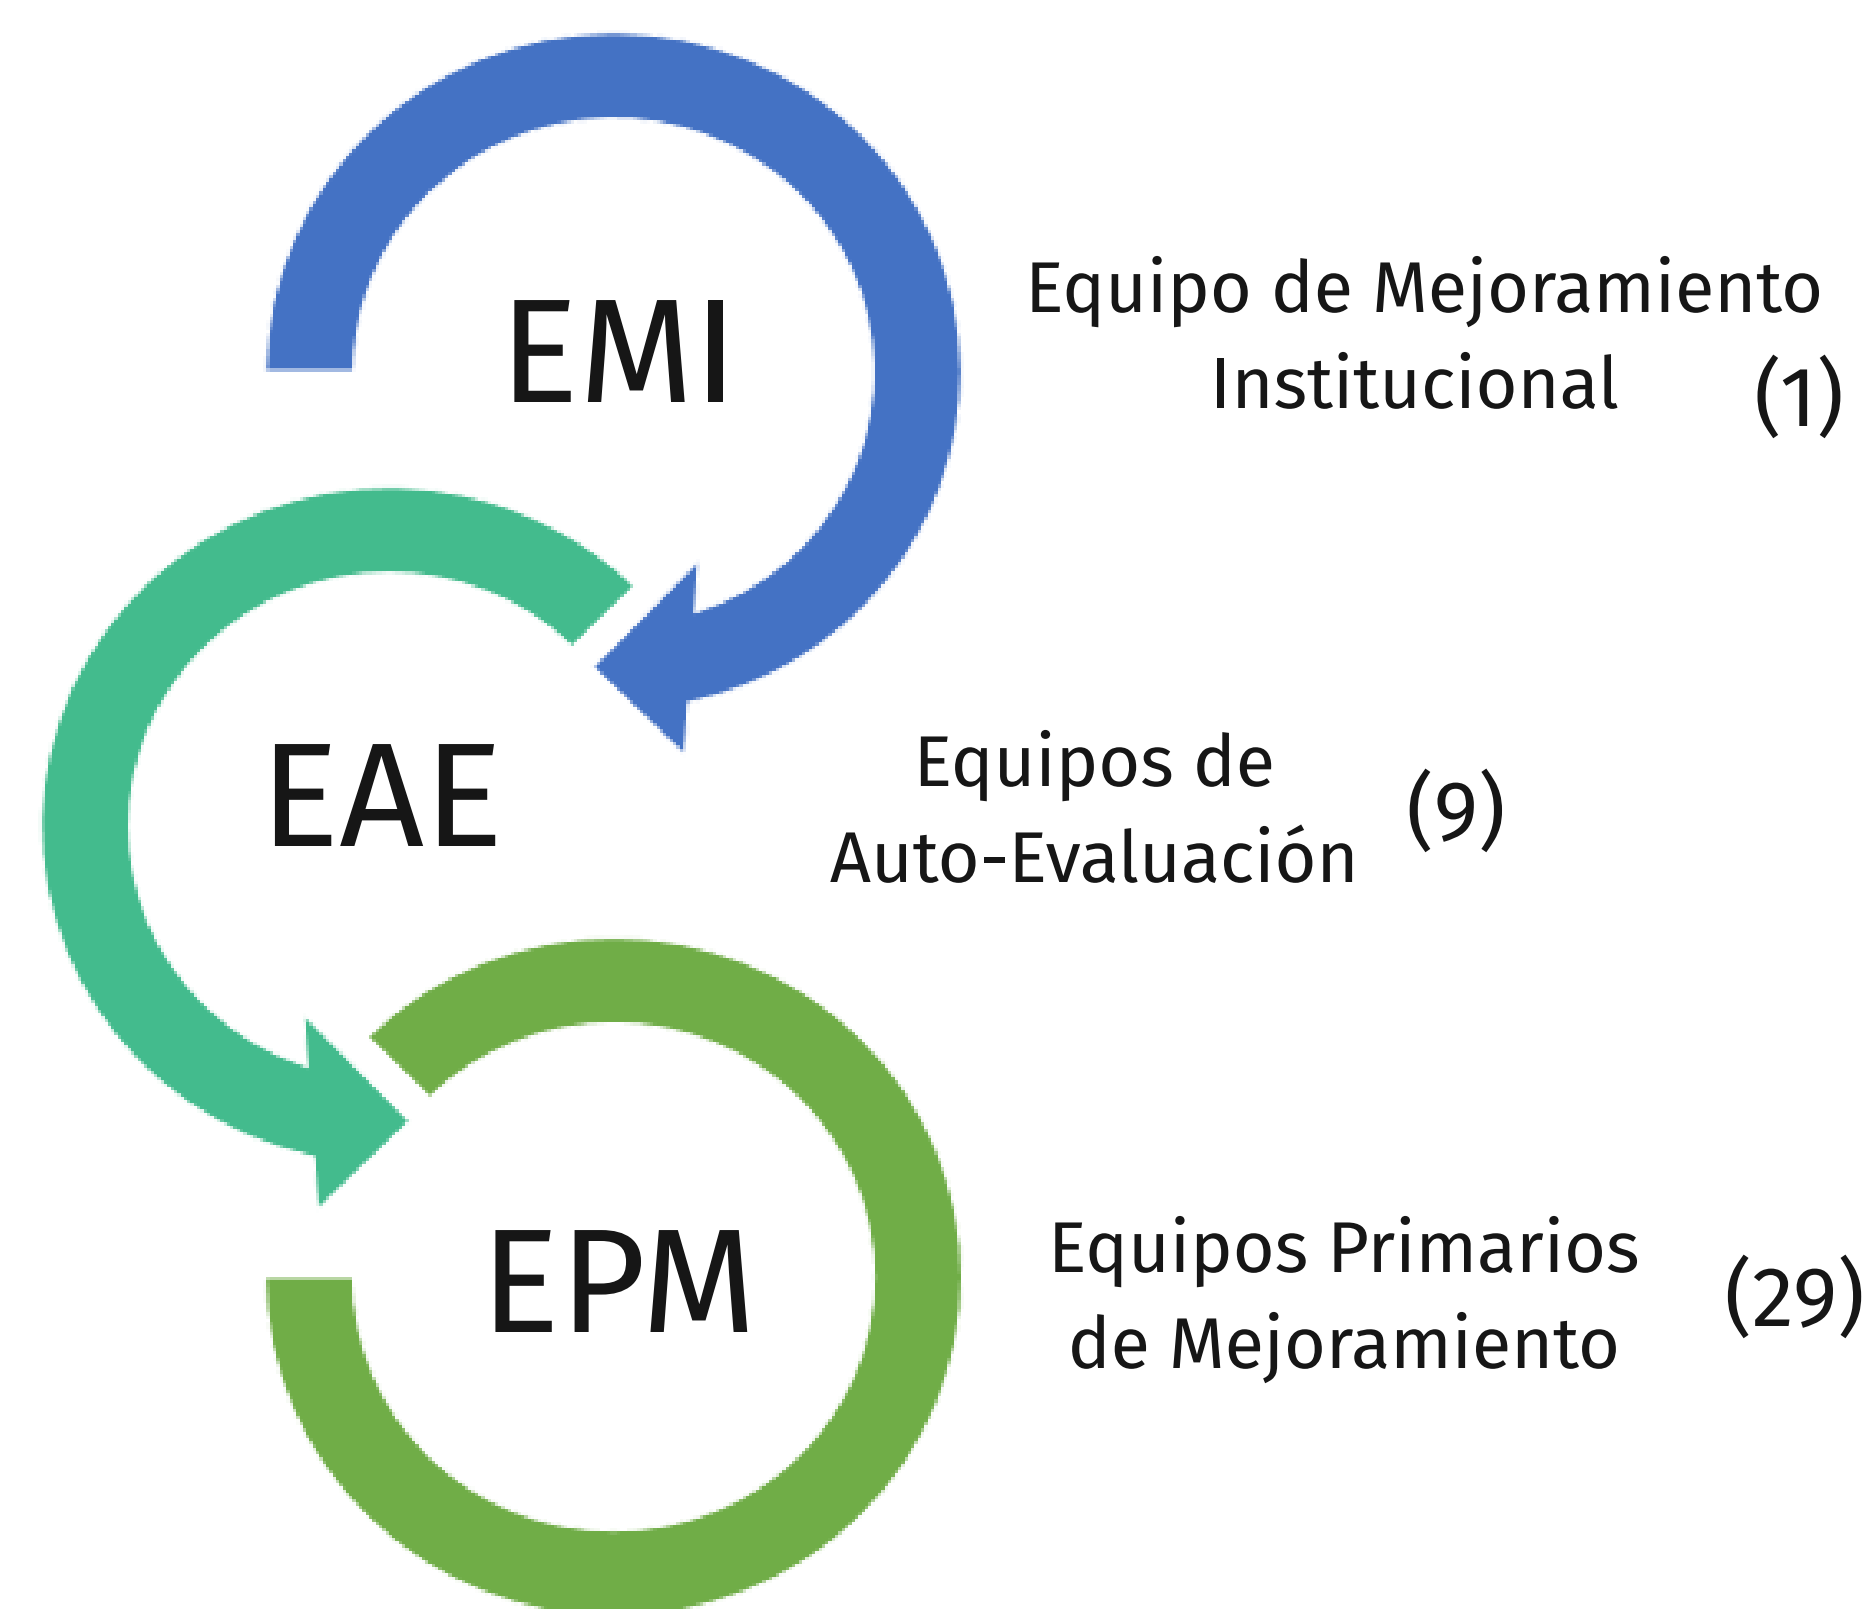 EMI
Equipo de Mejoramiento
Institucional (1)
EAE
Equipos de
Auto-Evaluación
(9)
EPM
Equipos Primarios
de Mejoramiento
(29)